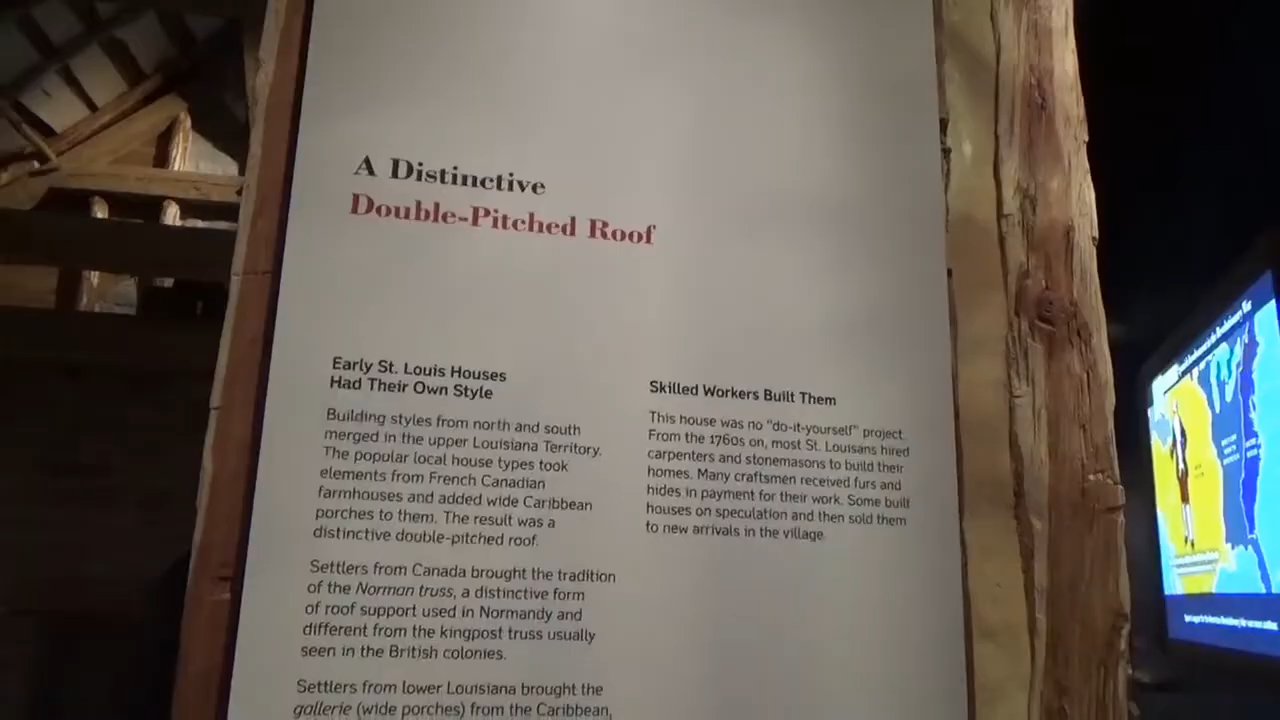 A Distinctive
Double-Pitched Roof
Early St. Louis Houses
Had Their Own Style
Building styles from north and south
merged in the upper Louisiana Territory.
The popular local house types took
elements from French Canadian
farmhouses and added wide Caribbean
porches to them. The result was a
distinctive double-pitched roof.
Settlers from Canada brought the tradition
of the Norman truss, a distinctive form
of roof support used in Normandy and
different from the kingpost truss usually
seen in the British colonies.
Settlers from lower Louisiana brought the
gallerie (wide porches) from the Caribbean,
Skilled Workers Built Them
This house was no "do-it-yourself" project.
From the 1760s on, most St. Louisans hired
carpenters and stonemasons to build their
homes. Many craftsmen received furs and
hides in payment for their work. Some built
houses on speculation and then sold them
to new arrivals in the village.
in the Revolutionary War